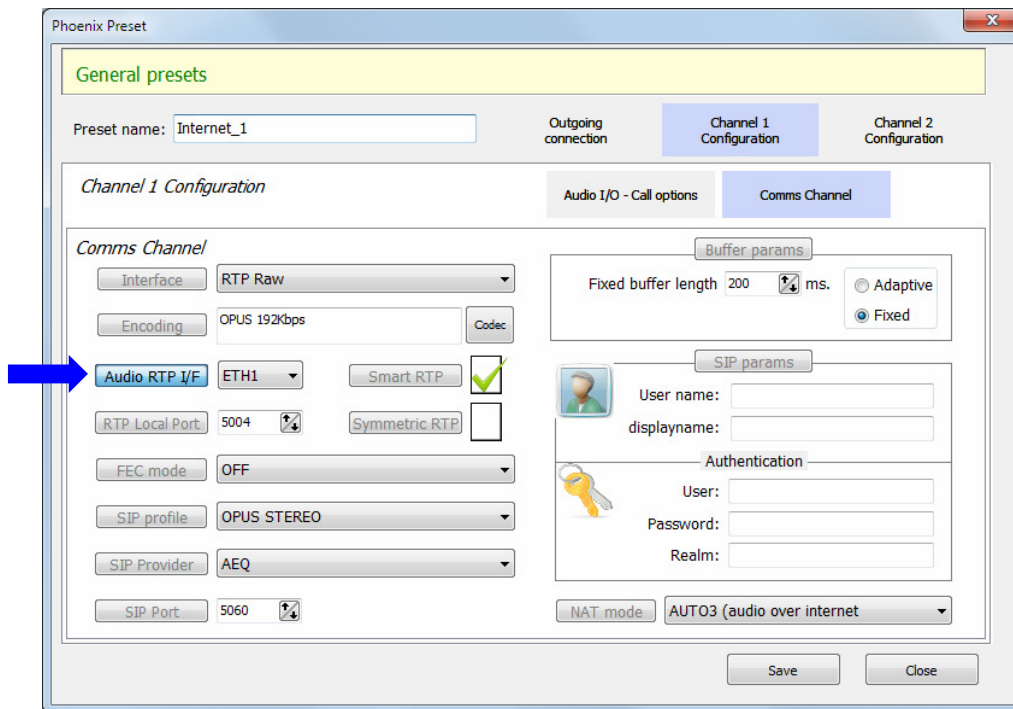 Phoenix Preset
General presets
Preset name: Internet_1
Outgoing connection
Channel 1 Configuration
Channel 2 Configuration
Channel 1 Configuration
Audio I/O - Call options
Comms Channel
Comms Channel
Interface RTP Raw
Encoding OPUS 192Kbps Codec
Audio RTP I/F ETH1 Smart RTP
RTP Local Port 5004 Symmetric RTP
FEC mode OFF
SIP profile OPUS STEREO
SIP Provider AEQ
SIP Port 5060
Buffer params
Fixed buffer length 200 ms.
Adaptive
Fixed
SIP params
User name:
displayname:
Authentication
User:
Password:
Realm:
NAT mode AUTO3 (audio over internet
Save Close